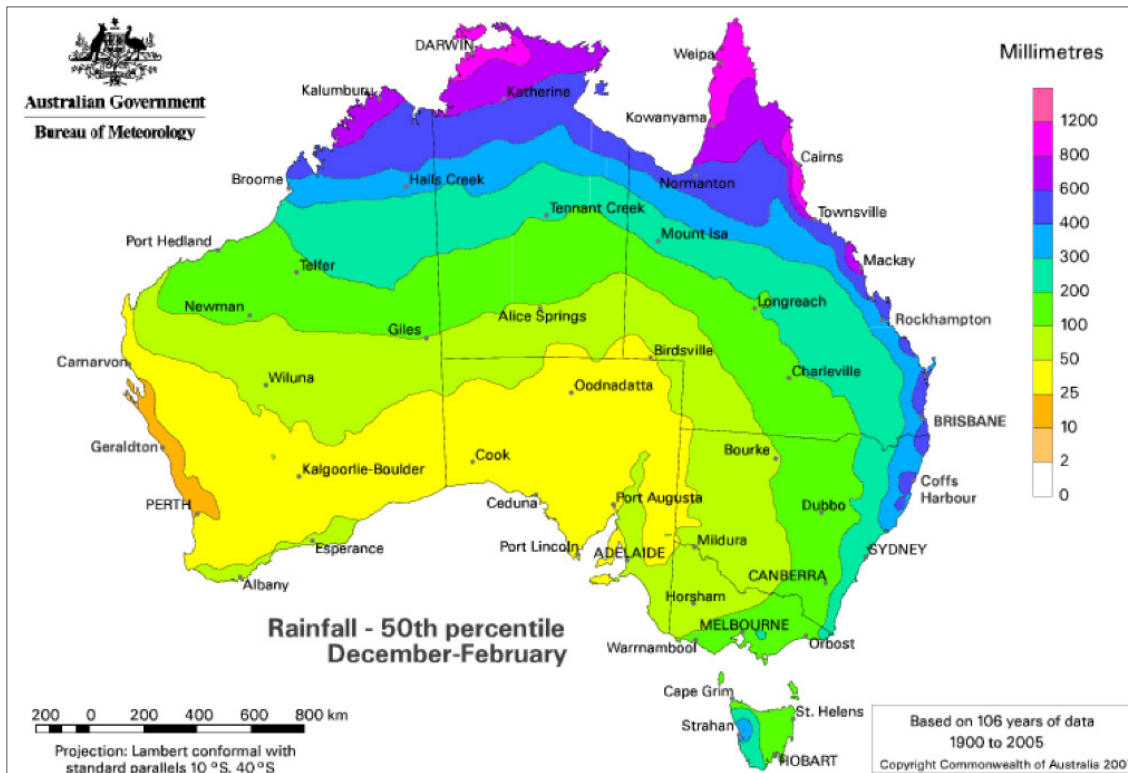 Australian Government
Bureau of Meteorology
DARWIN
Weipa
Millimetres
Kalumburu
Katherine
Kowanyama
1200
Cairns
800
Broome
Halls Creek
Normanton
600
Tennant Creek
Townsville
400
Port Hedland
Mount Isa
Mackay
300
Telfer
200
Newman
Alice Springs
Longreach
Rockhampton
100
Giles
Birdsville
50
Carnarvon
Wiluna
Oodnadatta
Charleville
25
BRISBANE
10
Geraldton
Bourke
2
Kalgoorlie-Boulder
Cook
Coffs
Harbour
0
PERTH
Ceduna
Port Augusta
Dubbo
Esperance
Port Lincoln
ADELAIDE
Mildura
SYDNEY
Albany
CANBERRA
Horsham
Rainfall - 50th percentile
December-February
MELBOURNE
Warrnambool
Orbost
Cape Grim
St. Helens
Strahan
HOBART
200 0 200 400 600 800 km
Projection: Lambert conformal with
standard parallels 10 °S, 40 °S
Based on 106 years of data
1900 to 2005
Copyright Commonwealth of Australia 200